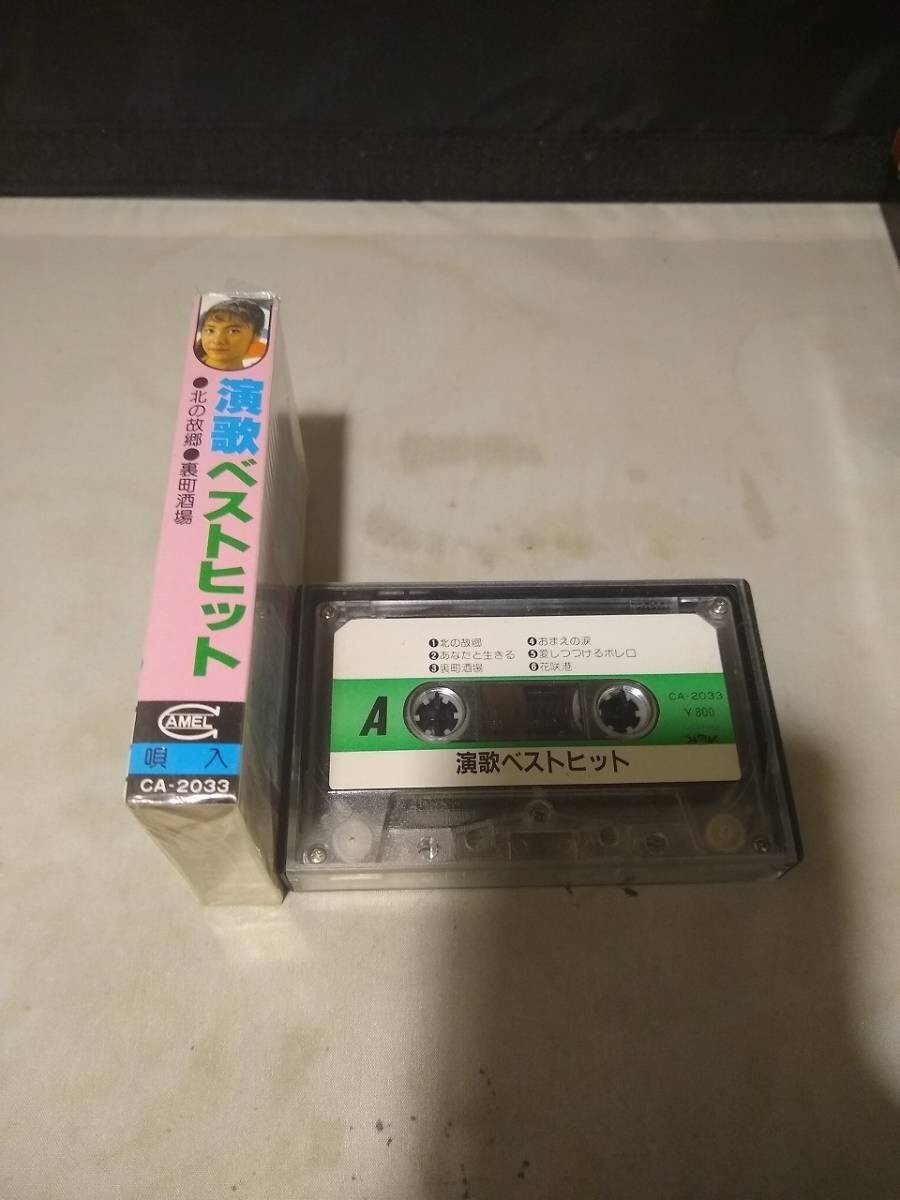 演歌ベストヒット
●北の故郷●裏町酒場
CAMEL
唄入
CA-2033
❶北の故郷
❷あなたと生きる
❸裏町酒場
❹おまえの涙
❺愛しつづけるボレロ
❻花咲港
A
CA-2033
¥800
演歌ベストヒット